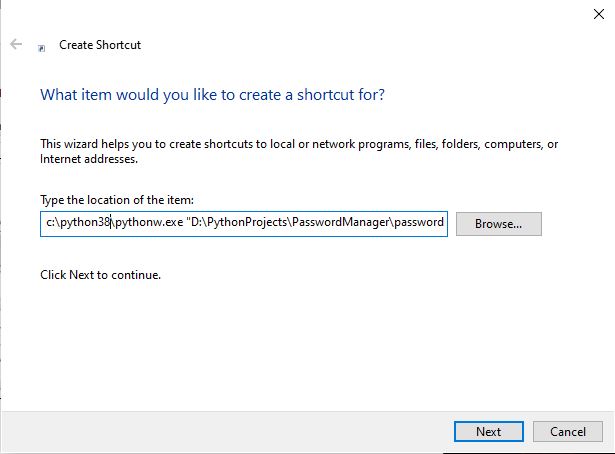 Create Shortcut
What item would you like to create a shortcut for?
This wizard helps you to create shortcuts to local or network programs, files, folders, computers, or
Internet addresses.
Type the location of the item:
c:\python38\pythonw.exe "D:\PythonProjects\PasswordManager\password
Browse...
Click Next to continue.
Next
Cancel